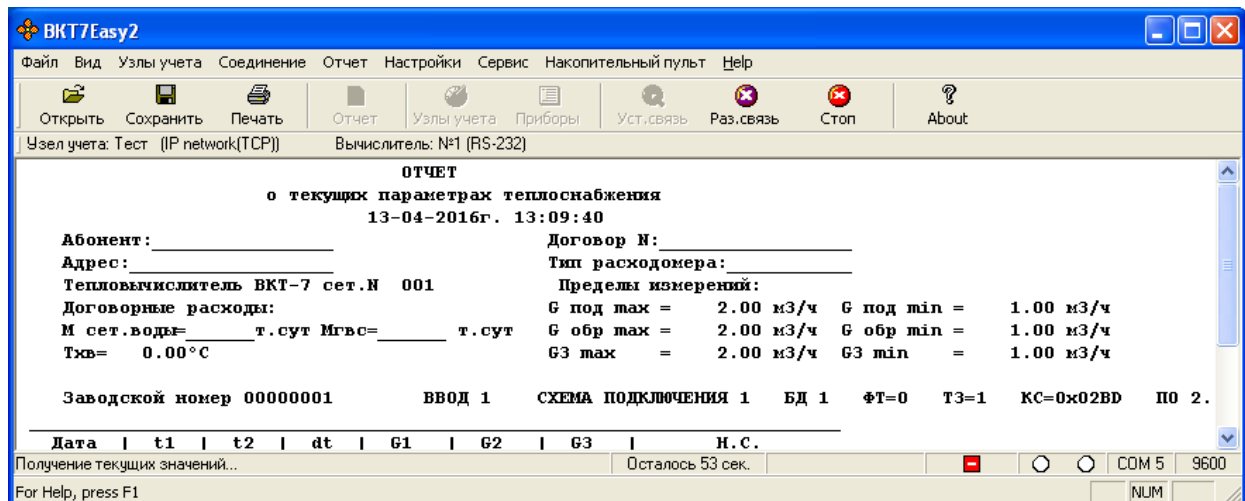 ВКТ7Easy2
Файл Вид Узлы учета Соединение Отчет Настройки Сервис Накопительный пульт Help
Открыть Сохранить Печать Отчет Узлы учета Приборы Уст.связь Раз.связь Стоп About
Узел учета: Тест (IP network(TCP)) Вычислитель: №1 (RS-232)
ОТЧЕТ
о текущих параметрах теплоснабжения
13-04-2016г. 13:09:40
Абонент:________________ Договор N:_________________
Адрес:__________________ Тип расходомера:___________
Тепловычислитель ВКТ-7 сет.N 001 Пределы измерений:
Договорные расходы: G под max = 2.00 м3/ч G под min = 1.00 м3/ч
М сет.воды=______т.сут Мгвс=______ т.сут G обр max = 2.00 м3/ч G обр min = 1.00 м3/ч
Тхв= 0.00°C G3 max = 2.00 м3/ч G3 min = 1.00 м3/ч
Заводской номер 00000001 ВВОД 1 СХЕМА ПОДКЛЮЧЕНИЯ 1 БД 1 ФТ=0 Т3=1 КС=0x02BD ПО 2.
Дата | t1 | t2 | dt | G1 | G2 | G3 | Н.С.
Получение текущих значений... Осталось 53 сек. COM 5 9600
For Help, press F1 NUM